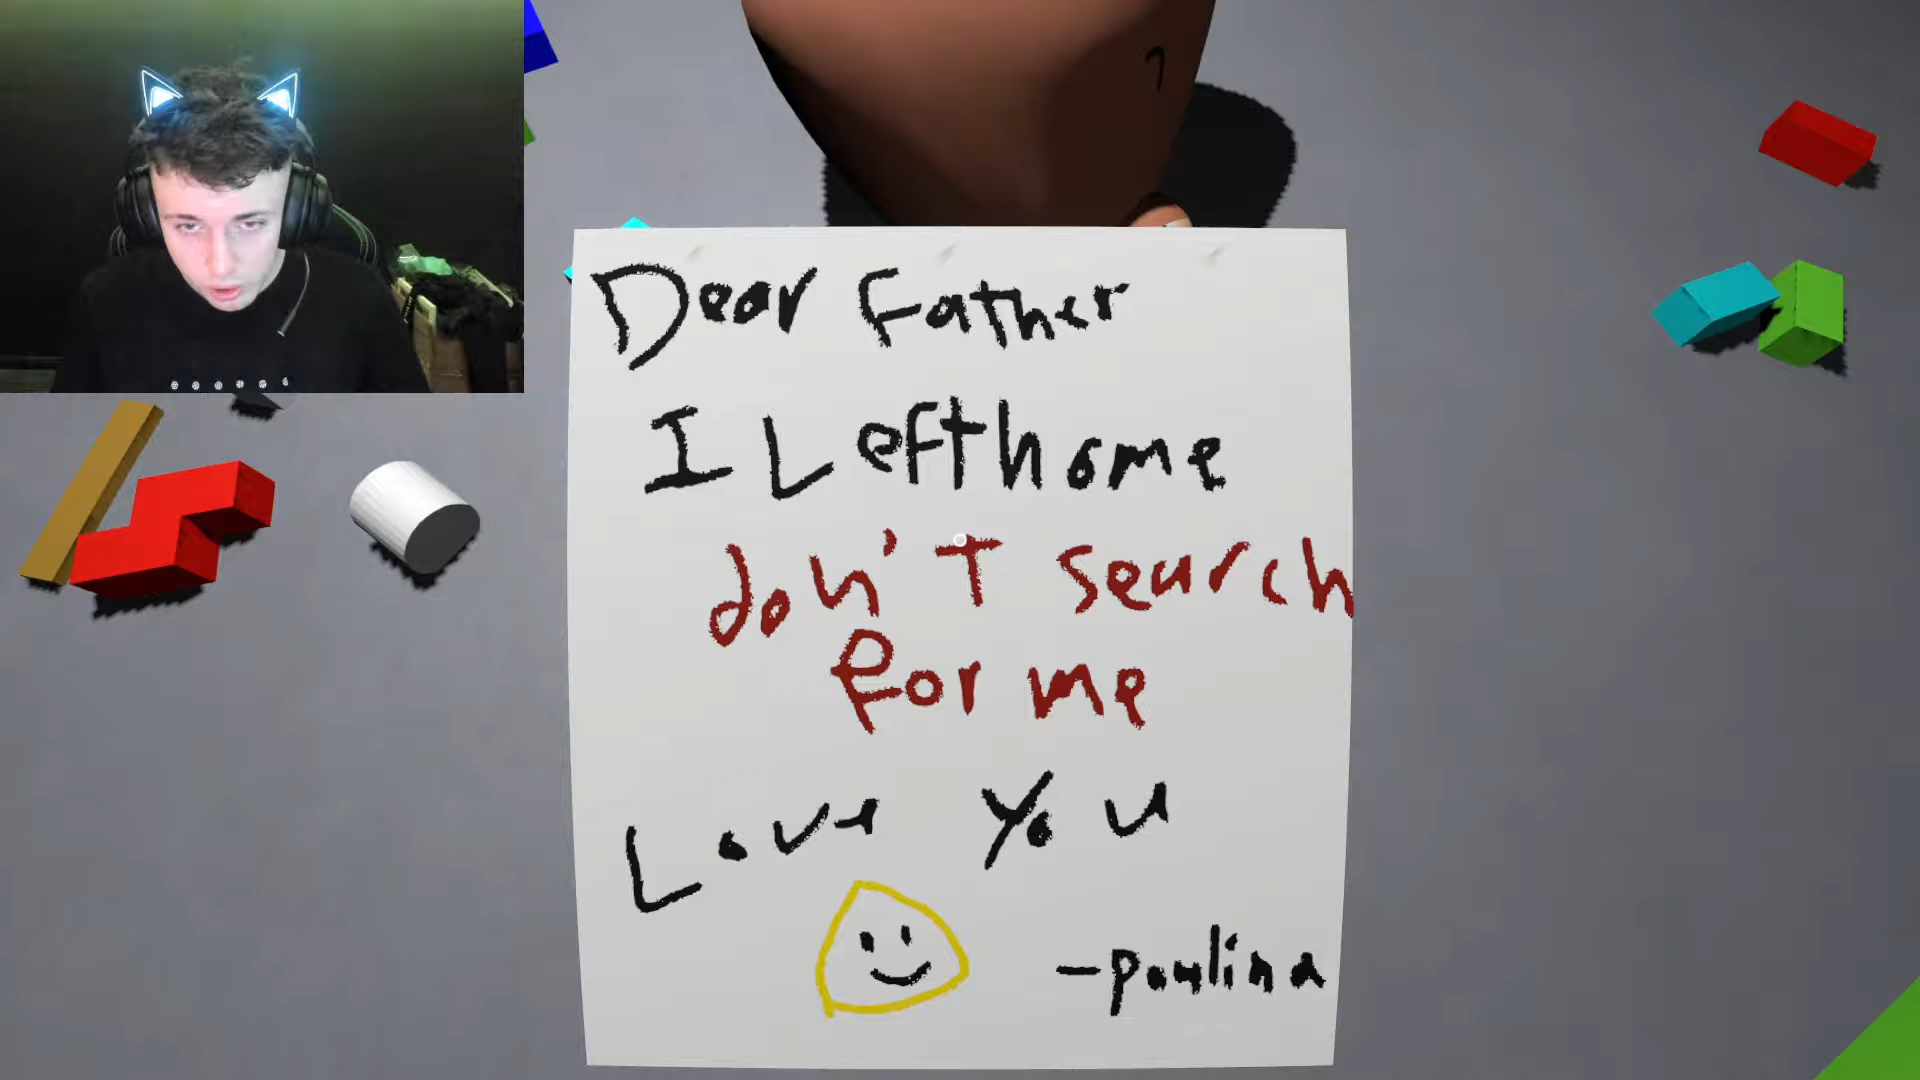 Dear Father
I Left home
don't search
for me
Love You
-paulina